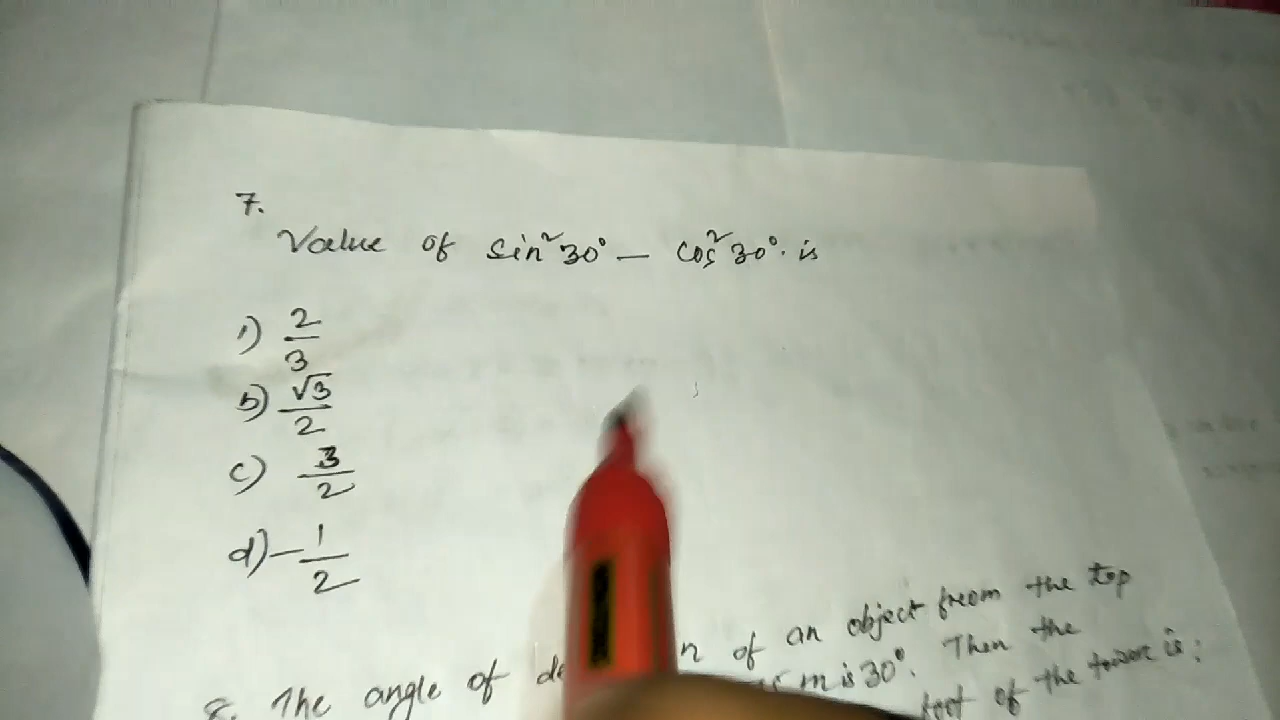 7.
Value of sin²30° – cos²30°. is
1) 2/3
b) √3/2
c) 3/2
d) – 1/2
8. The angle of of an object from the top
m is 30°. Then the
foot of the tower is: